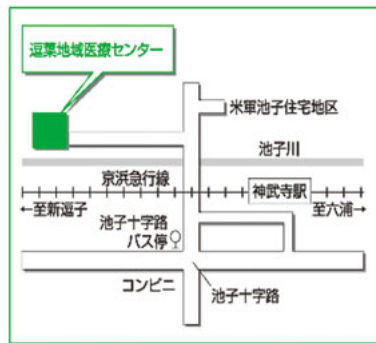 逗葉地域医療センター
米軍池子住宅地区
池子川
京浜急行線
神武寺駅
←至新逗子
至六浦→
池子十字路
バス停
コンビニ
池子十字路